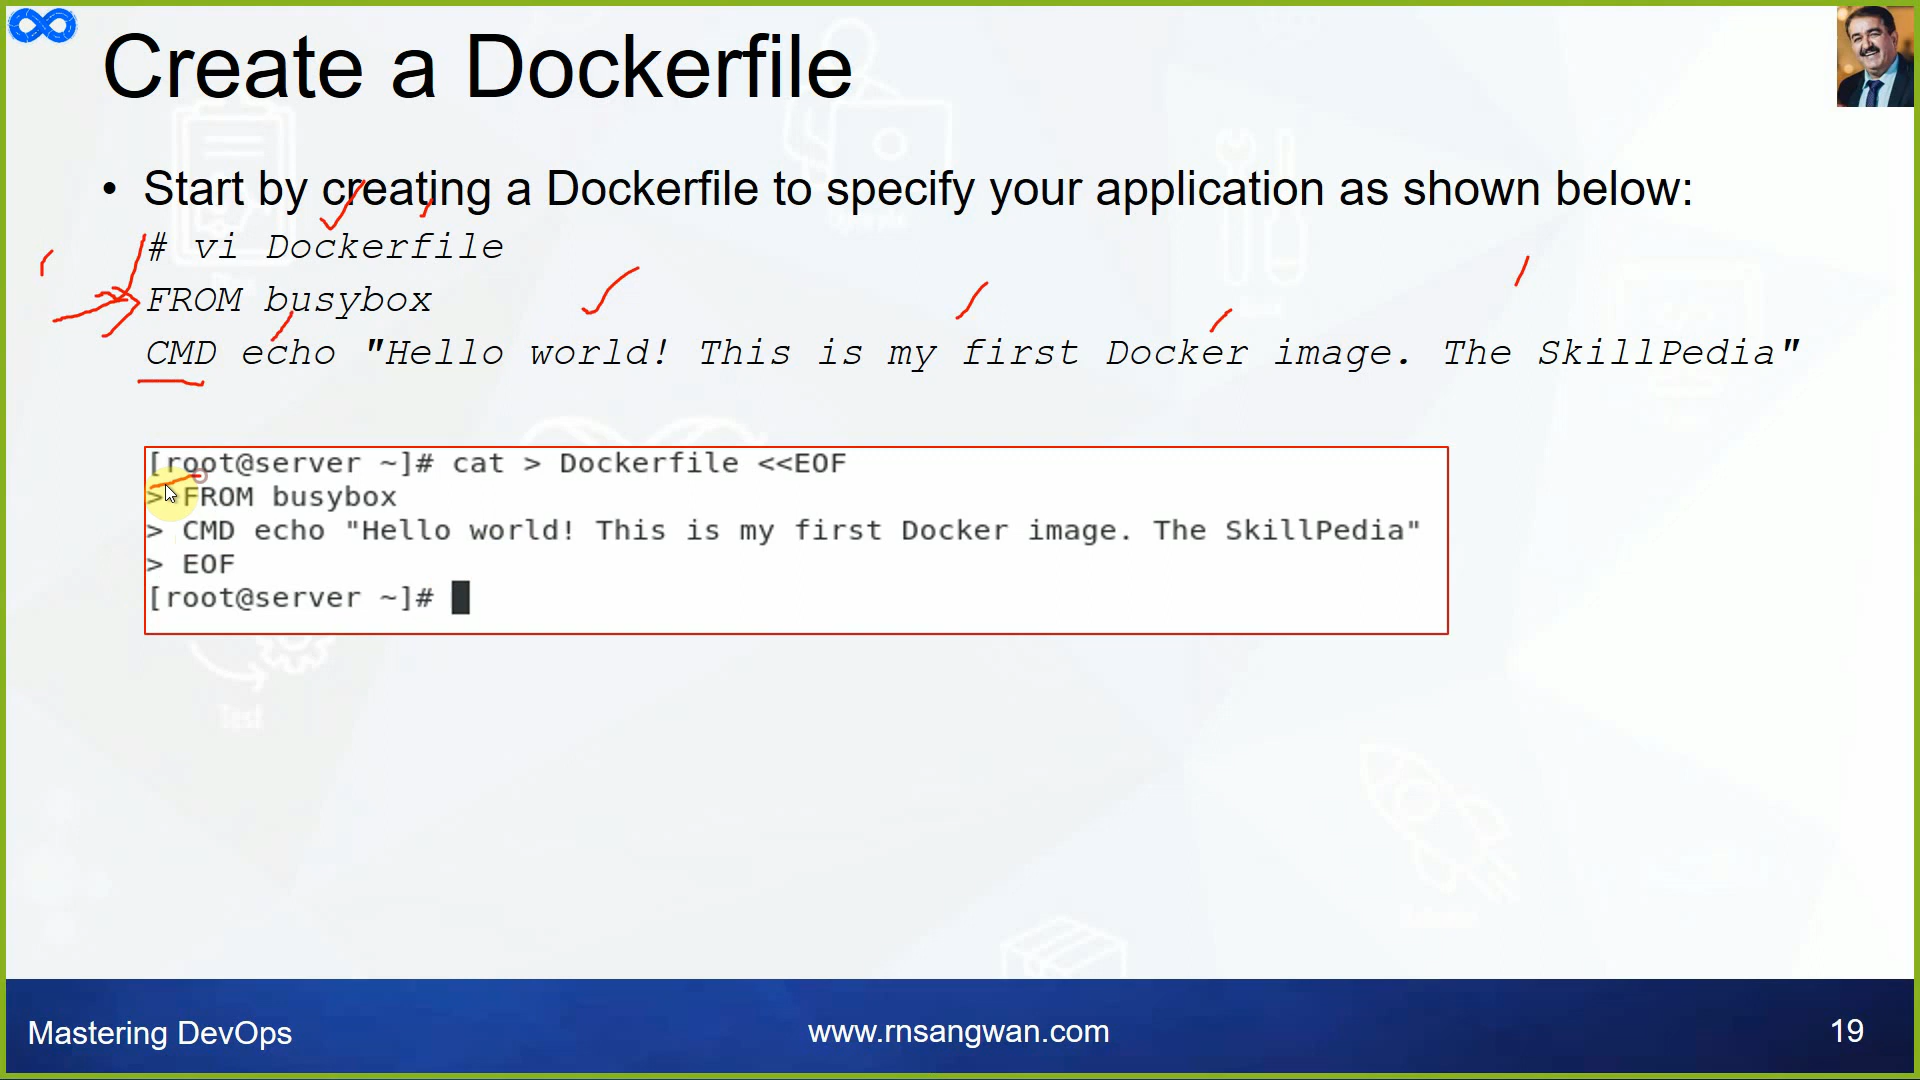 Create a Dockerfile
• Start by creating a Dockerfile to specify your application as shown below:
# vi Dockerfile
FROM busybox
CMD echo "Hello world! This is my first Docker image. The SkillPedia"
[root@server ~]# cat > Dockerfile <<EOF
> FROM busybox
> CMD echo "Hello world! This is my first Docker image. The SkillPedia"
> EOF
[root@server ~]#
Test
Mastering DevOps
www.rnsangwan.com
19